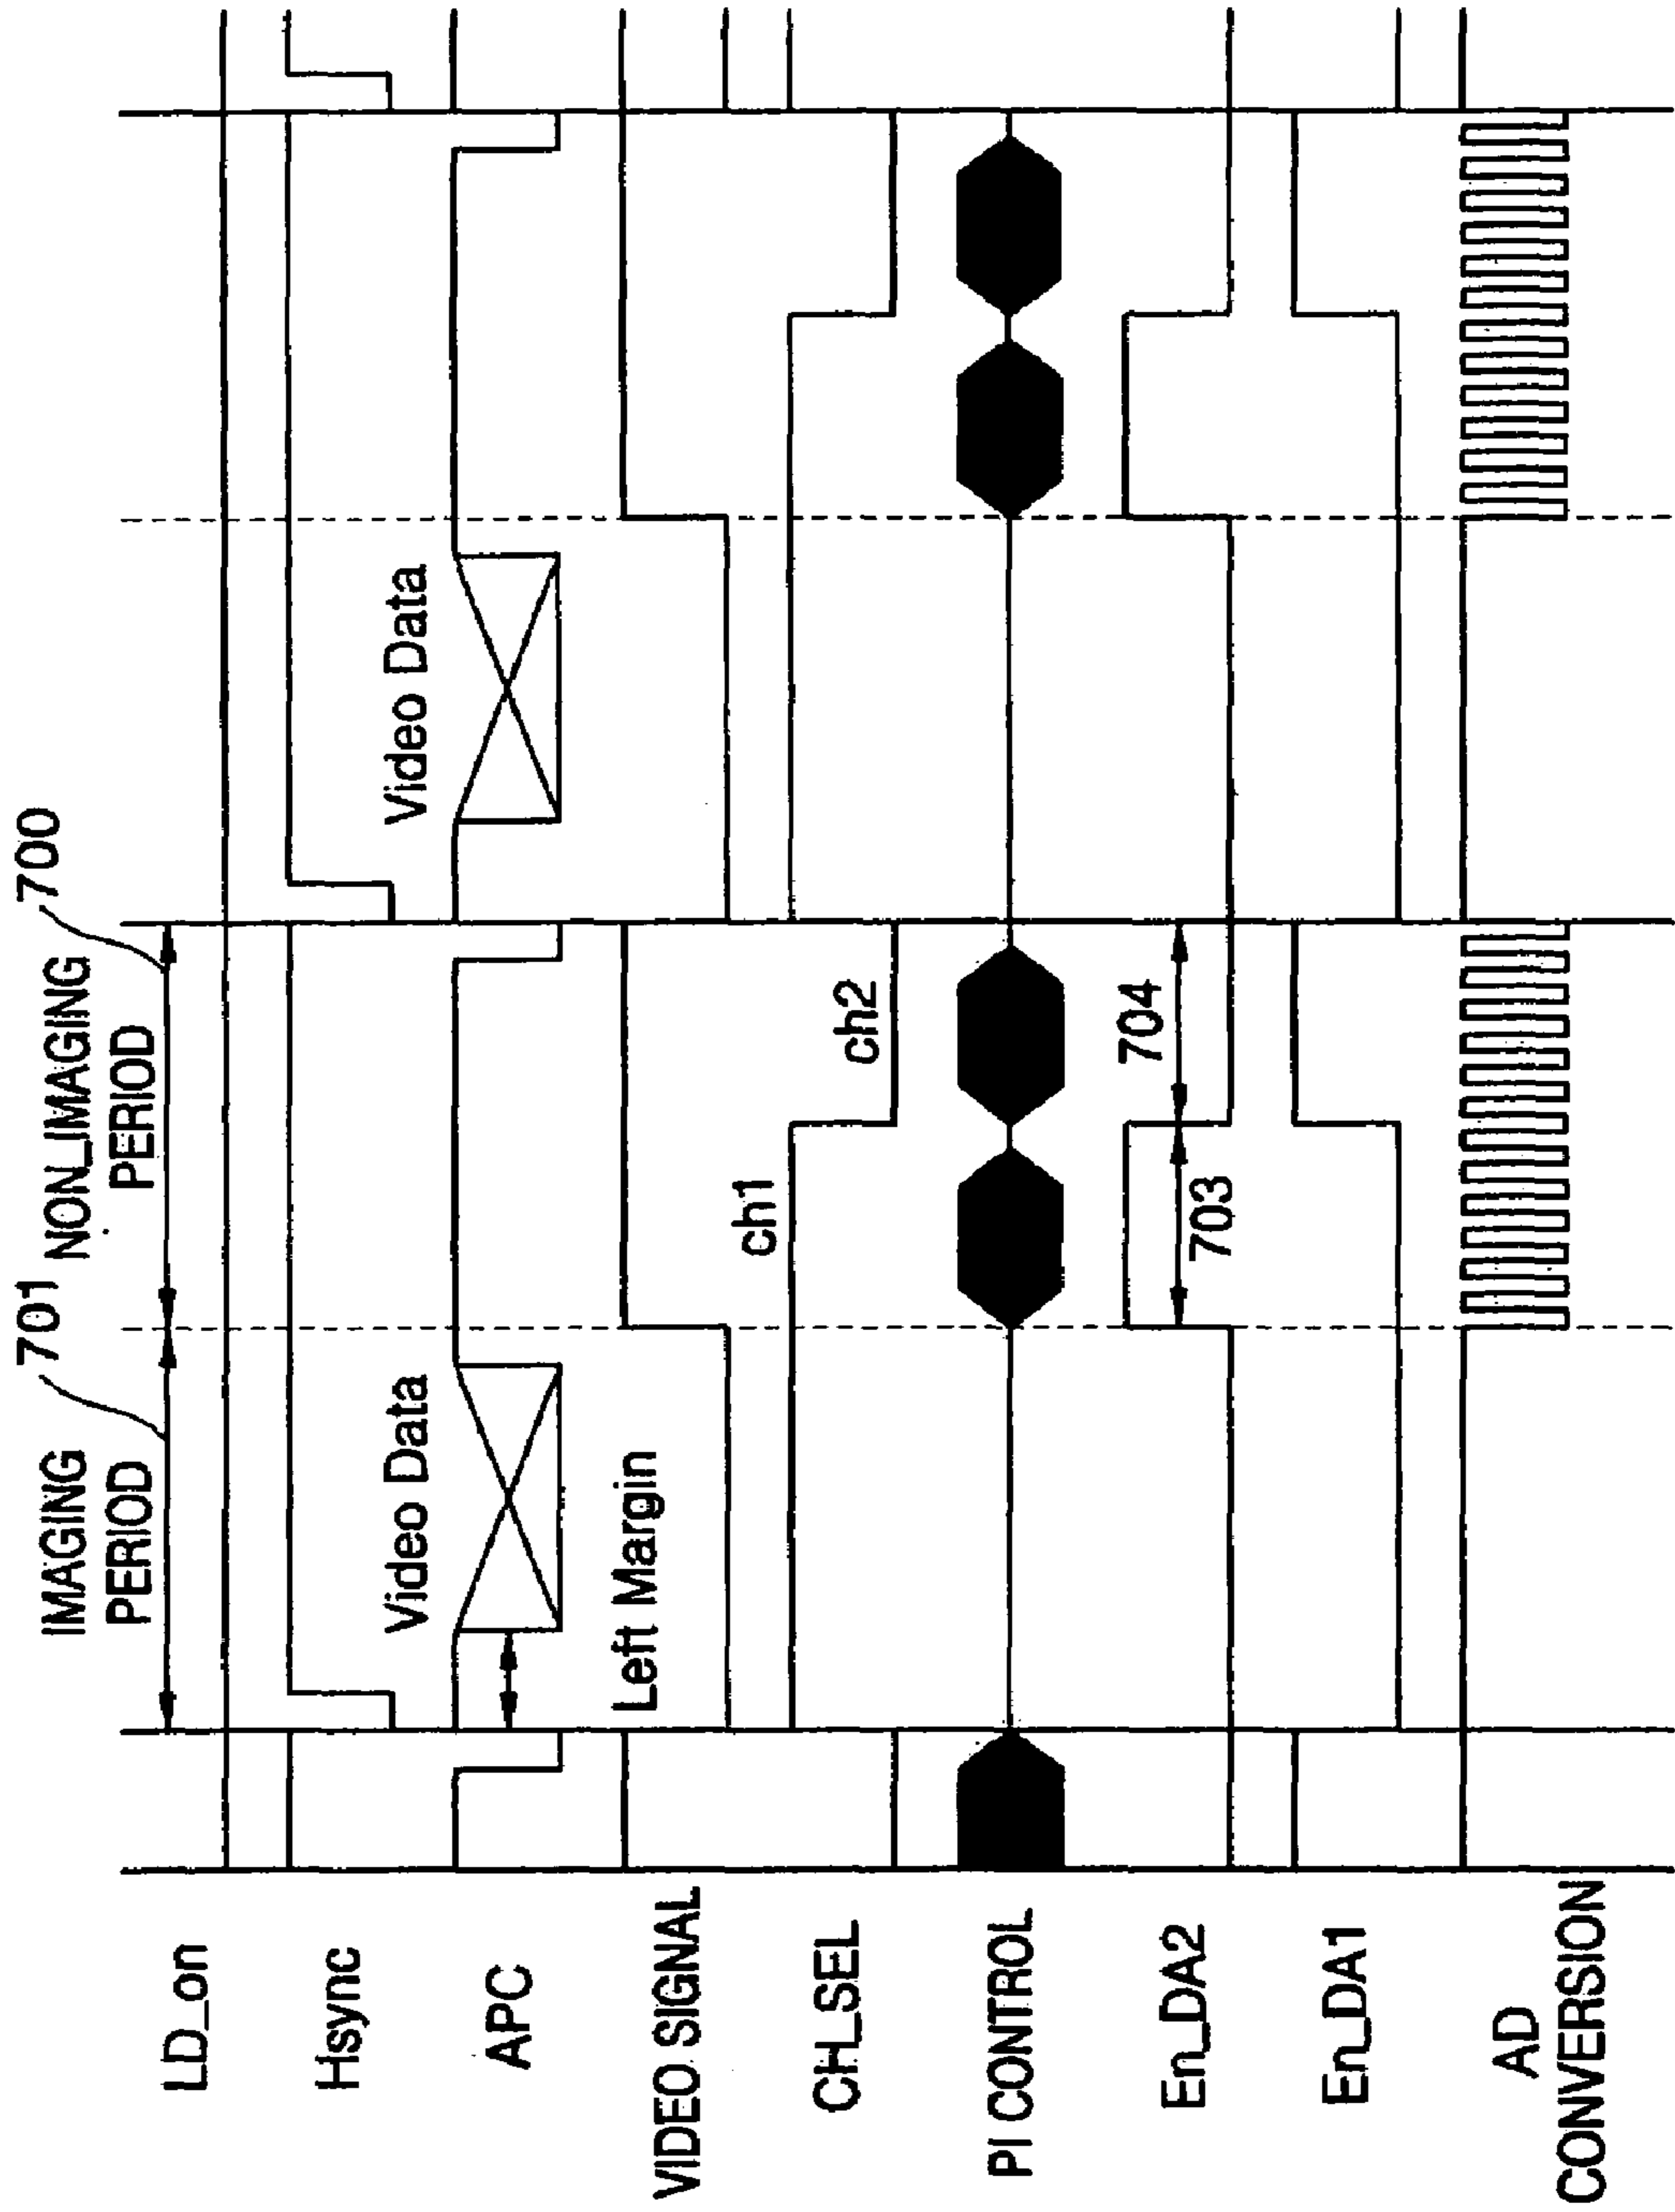 701
700
IMAGING
PERIOD
NON_IMAGING
PERIOD
LD_on
Hsync
Video Data
Video Data
APC
Left Margin
VIDEO SIGNAL
ch1
CH_SEL
ch2
PI CONTROL
704
En_DA2
703
En_DA1
AD
CONVERSION